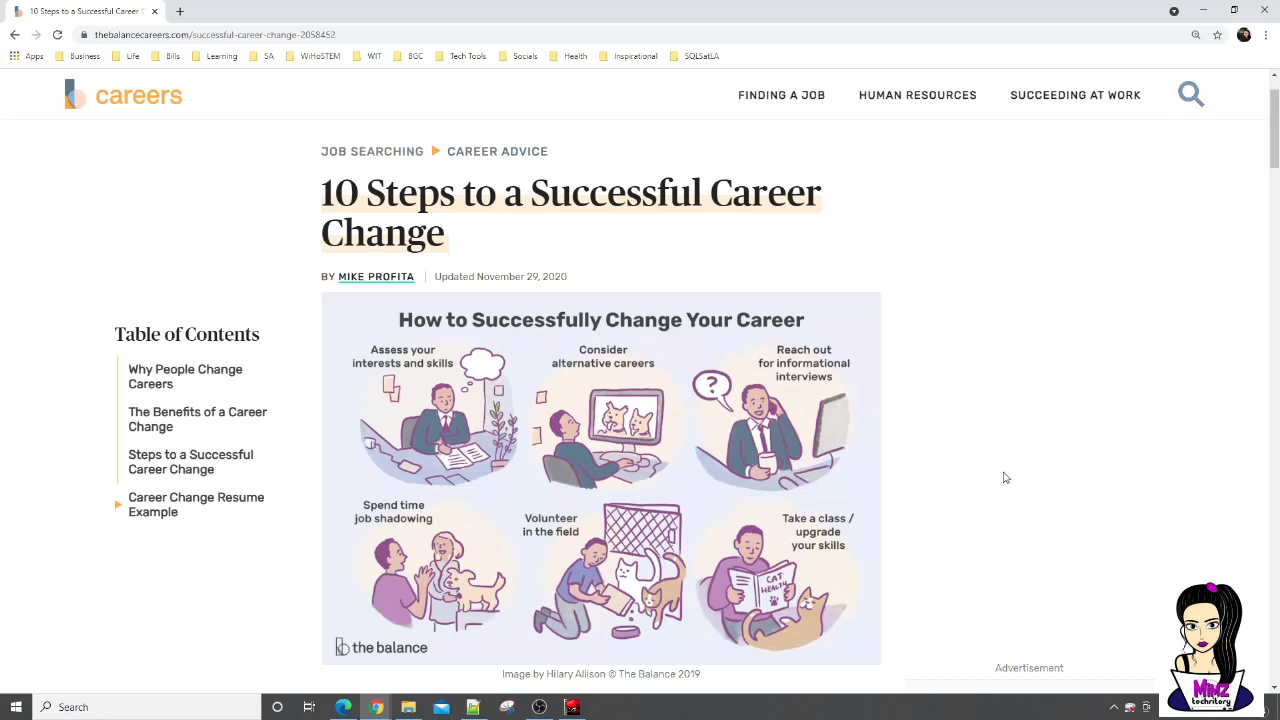 10 Steps to a Successful Career C
thebalancecareers.com/successful-career-change-2058452
Apps Business Life Bills Learning SA WiHoSTEM WIT BGC Tech Tools Socials Health Inspirational SQLSatLA
careers
FINDING A JOB HUMAN RESOURCES SUCCEEDING AT WORK
JOB SEARCHING CAREER ADVICE
10 Steps to a Successful Career
Change
BY MIKE PROFITA Updated November 29, 2020
Table of Contents
Why People Change
Careers
The Benefits of a Career
Change
Steps to a Successful
Career Change
Career Change Resume
Example
How to Successfully Change Your Career
Assess your
interests and skills
Consider
alternative careers
Reach out
for informational
interviews
?
Spend time
job shadowing
Volunteer
in the field
Take a class /
upgrade
your skills
CAT
HEALTH
the balance
Image by Hilary Allison © The Balance 2019
Advertisement
MiMZ
techritory
Search